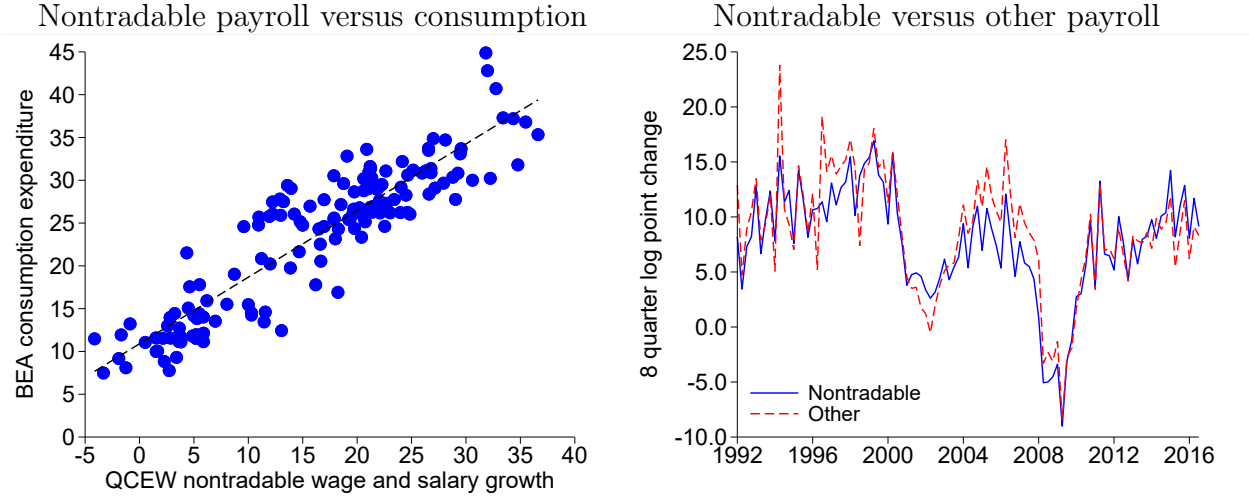 Nontradable payroll versus consumption
45
40
35
30
25
20
15
10
5
0
-5 0 5 10 15 20 25 30 35 40
BEA consumption expenditure
QCEW nontradable wage and salary growth
Nontradable versus other payroll
25.0
20.0
15.0
10.0
5.0
0.0
-5.0
-10.0
1992 1996 2000 2004 2008 2012 2016
8 quarter log point change
Nontradable
Other